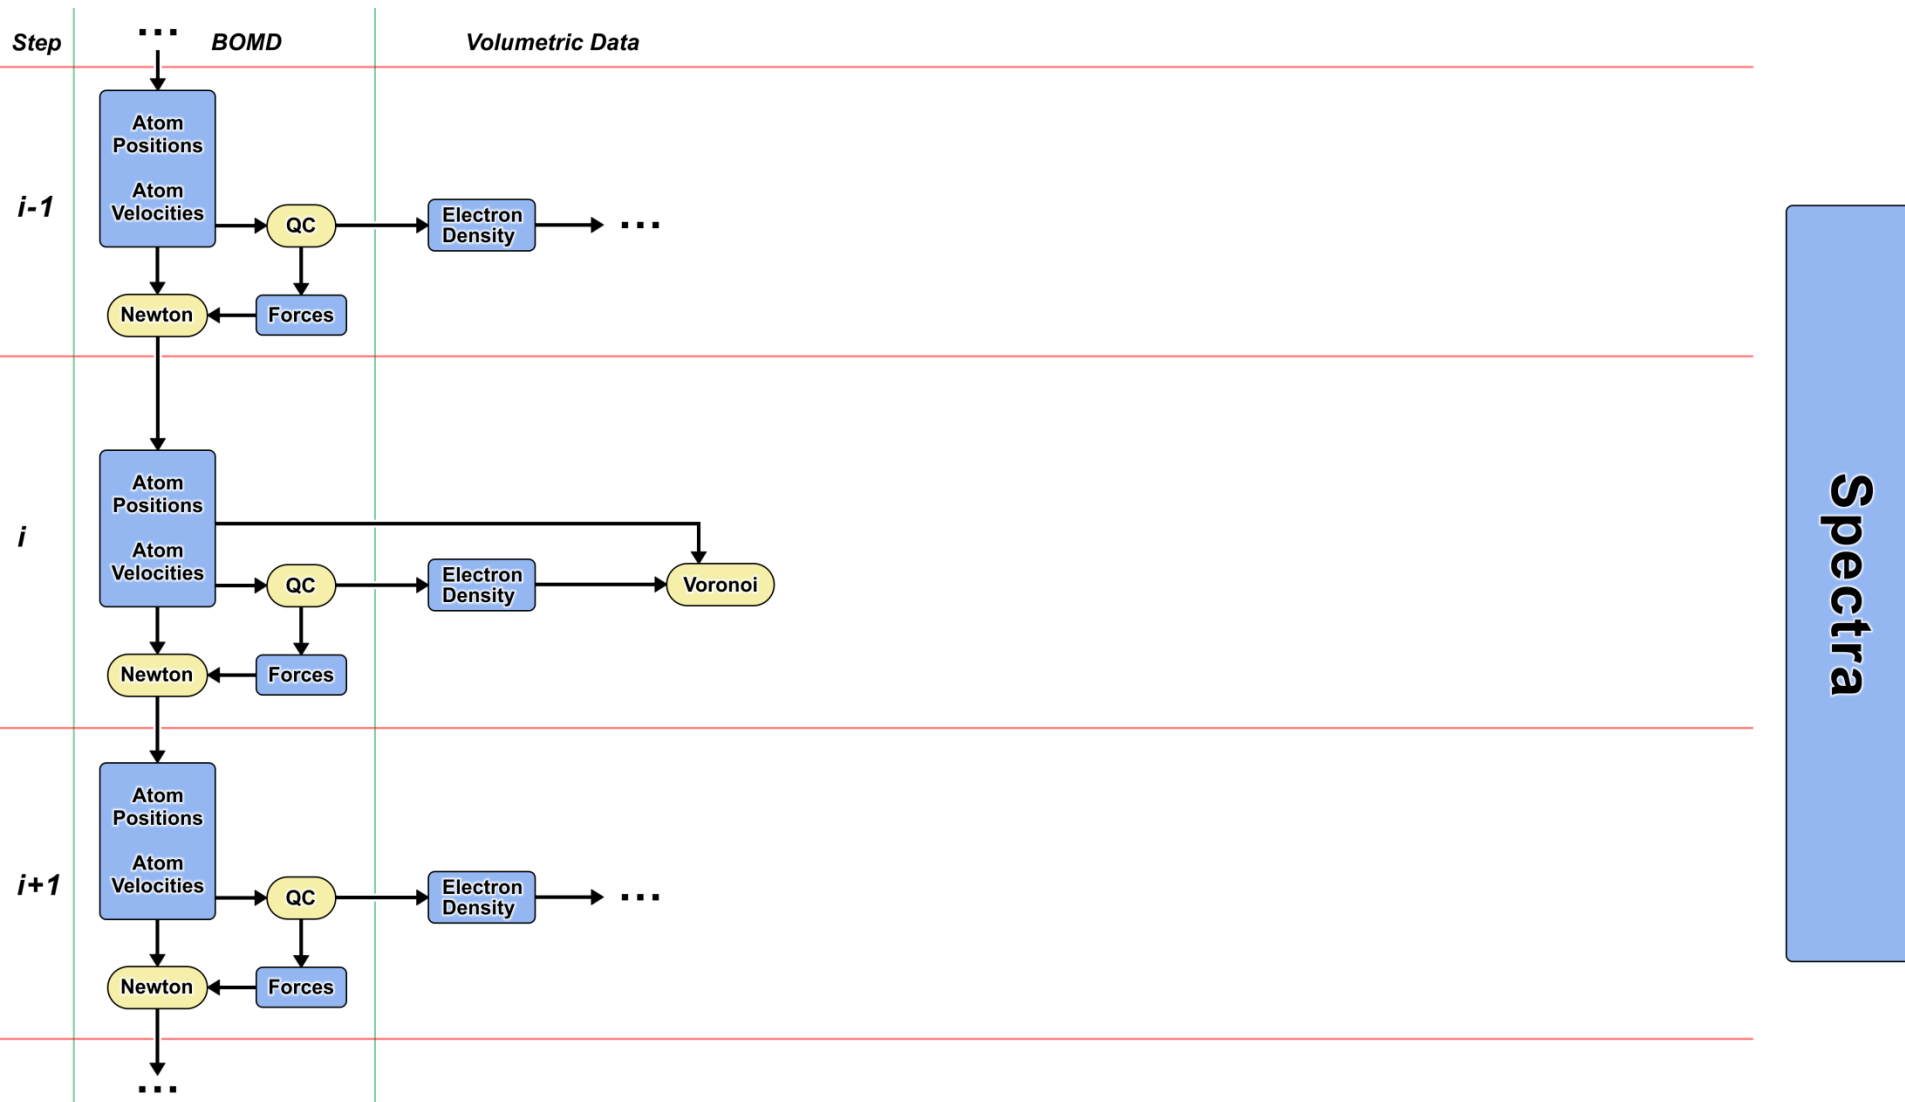 Step
...
BOMD
Volumetric Data
i-1
Atom
Positions
Atom
Velocities
QC
Electron
Density
...
Newton
Forces
i
Atom
Positions
Atom
Velocities
QC
Electron
Density
Voronoi
Newton
Forces
i+1
Atom
Positions
Atom
Velocities
QC
Electron
Density
...
Newton
Forces
...
Spectra